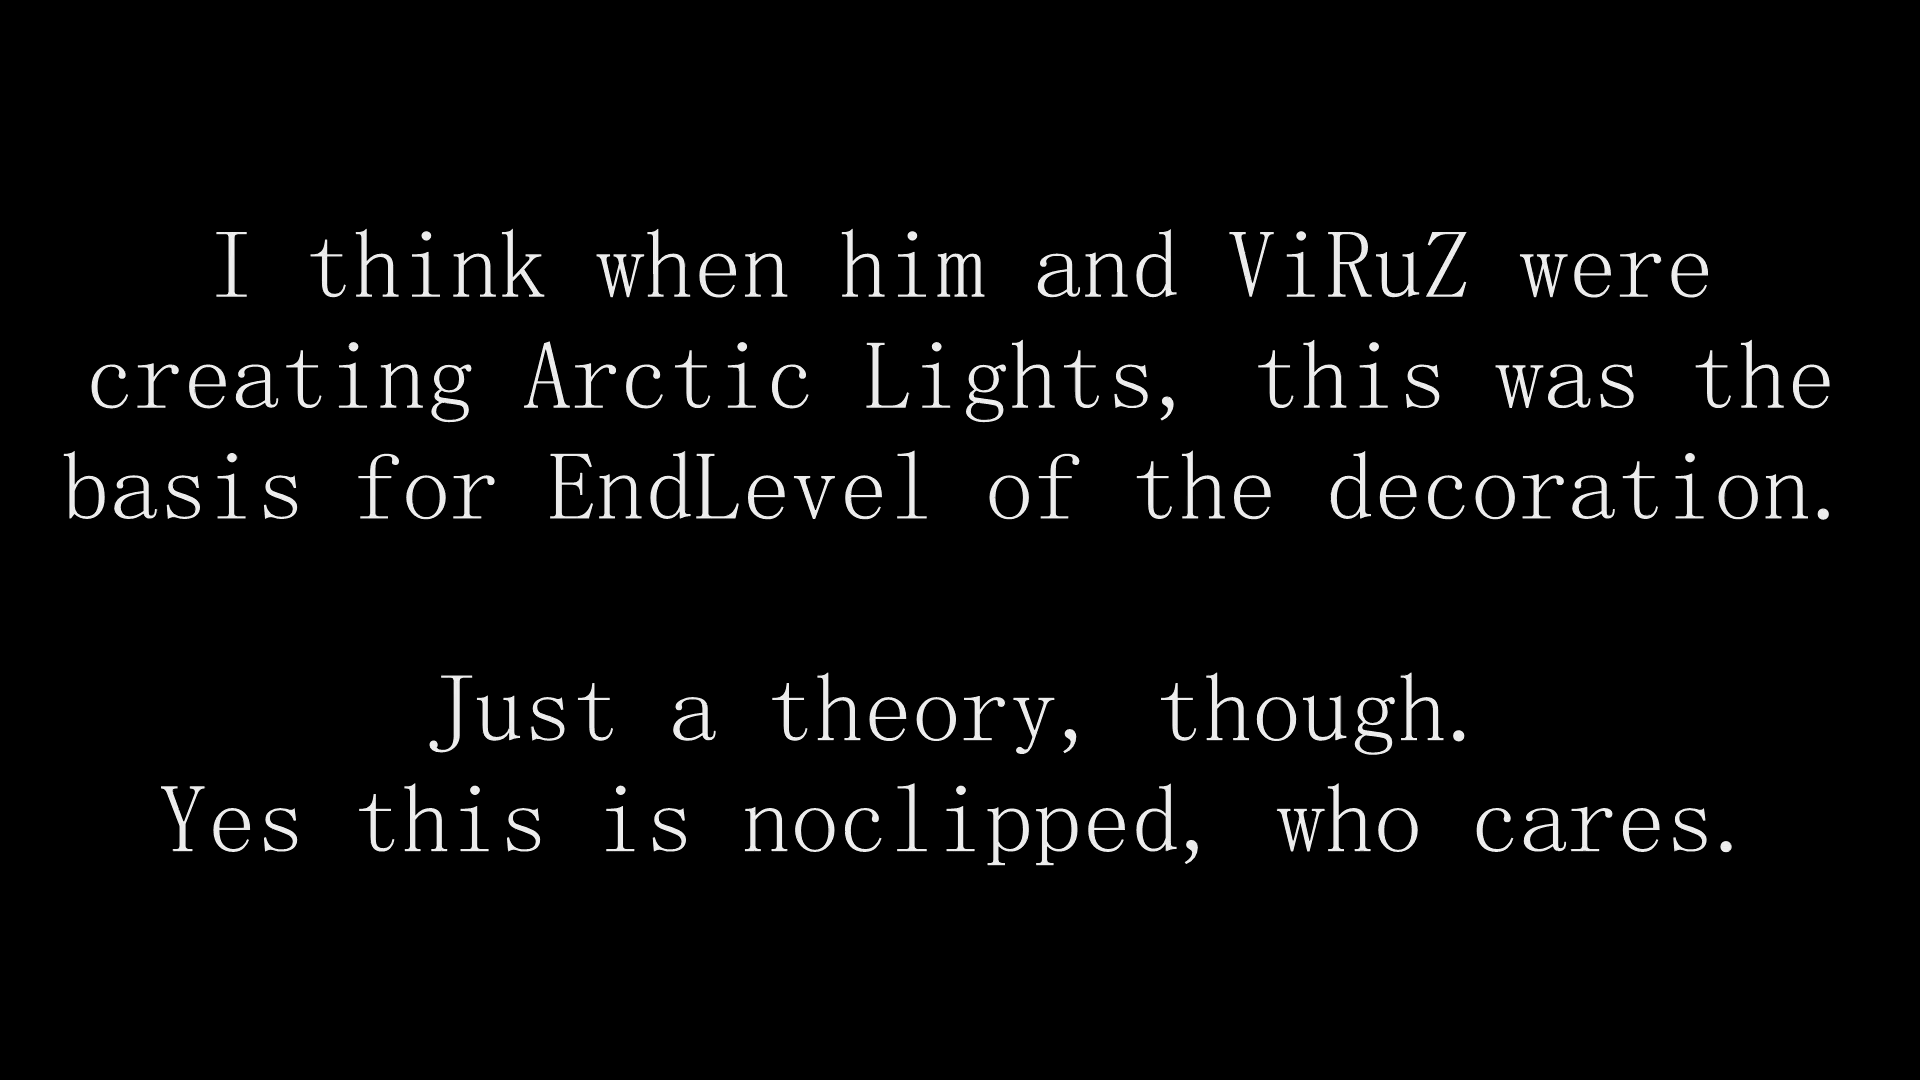 I think when him and ViRuZ were
creating Arctic Lights, this was the
basis for EndLevel of the decoration.
Just a theory, though.
Yes this is noclipped, who cares.